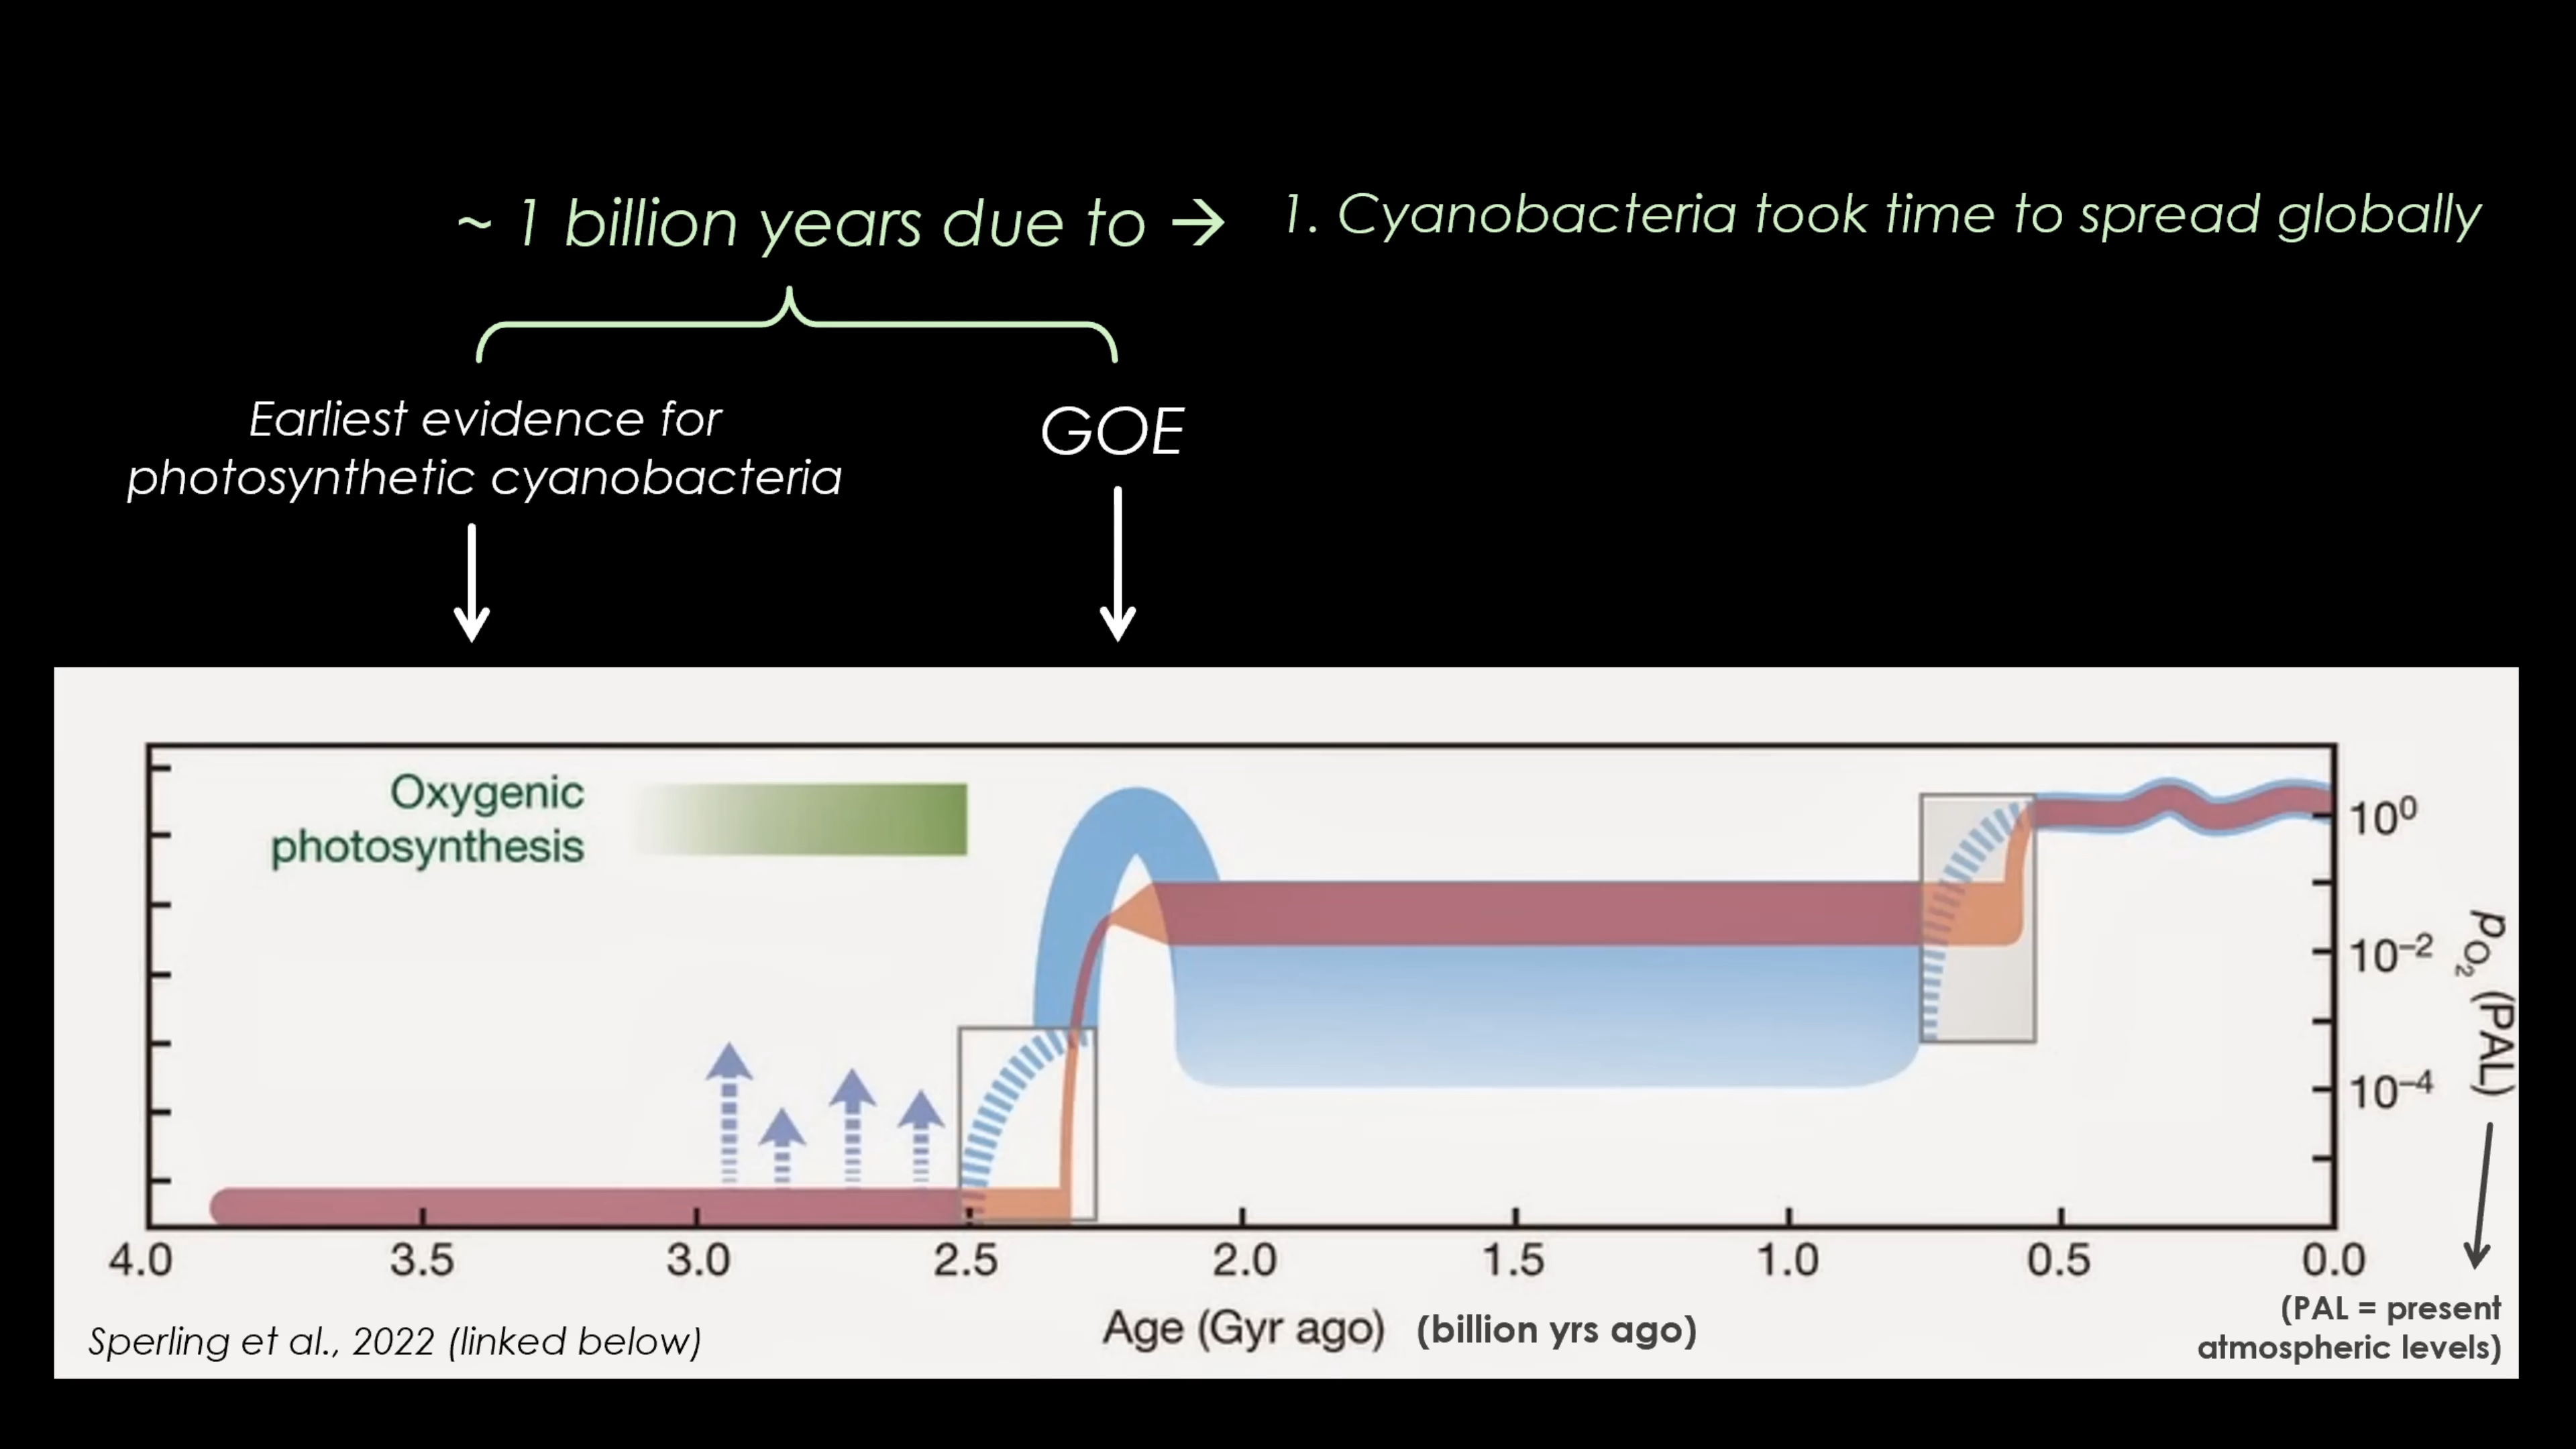 ~ 1 billion years due to → 1. Cyanobacteria took time to spread globally
Earliest evidence for
photosynthetic cyanobacteria
GOE
Oxygenic
photosynthesis
10⁰
10⁻²
10⁻⁴
pO₂ (PAL)
4.0 3.5 3.0 2.5 2.0 1.5 1.0 0.5 0.0
Age (Gyr ago) (billion yrs ago)
(PAL = present
atmospheric levels)
Sperling et al., 2022 (linked below)